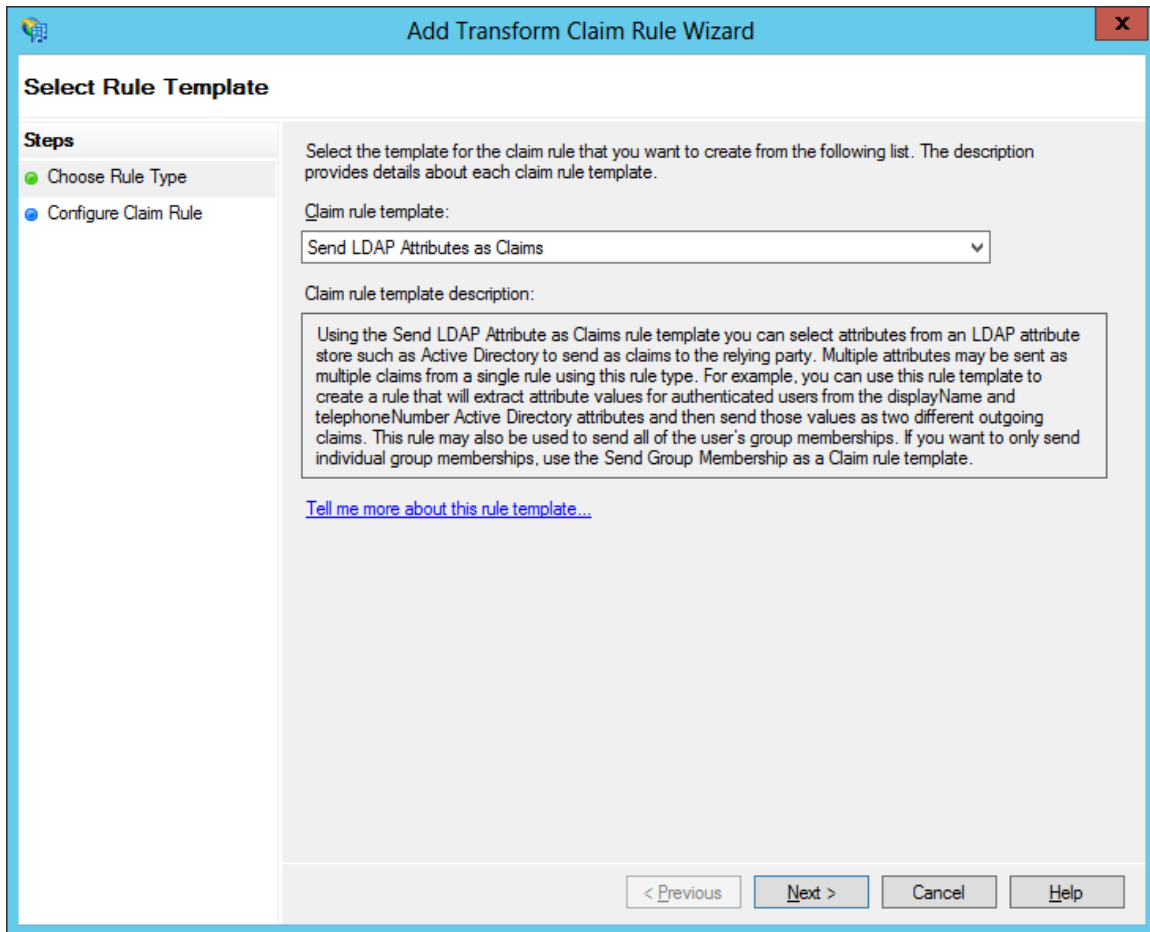 Add Transform Claim Rule Wizard
x
Select Rule Template
Steps
Choose Rule Type
Configure Claim Rule
Select the template for the claim rule that you want to create from the following list. The description
provides details about each claim rule template.
Claim rule template:
Send LDAP Attributes as Claims
Claim rule template description:
Using the Send LDAP Attribute as Claims rule template you can select attributes from an LDAP attribute
store such as Active Directory to send as claims to the relying party. Multiple attributes may be sent as
multiple claims from a single rule using this rule type. For example, you can use this rule template to
create a rule that will extract attribute values for authenticated users from the displayName and
telephoneNumber Active Directory attributes and then send those values as two different outgoing
claims. This rule may also be used to send all of the user's group memberships. If you want to only send
individual group memberships, use the Send Group Membership as a Claim rule template.
Tell me more about this rule template...
< Previous
Next >
Cancel
Help